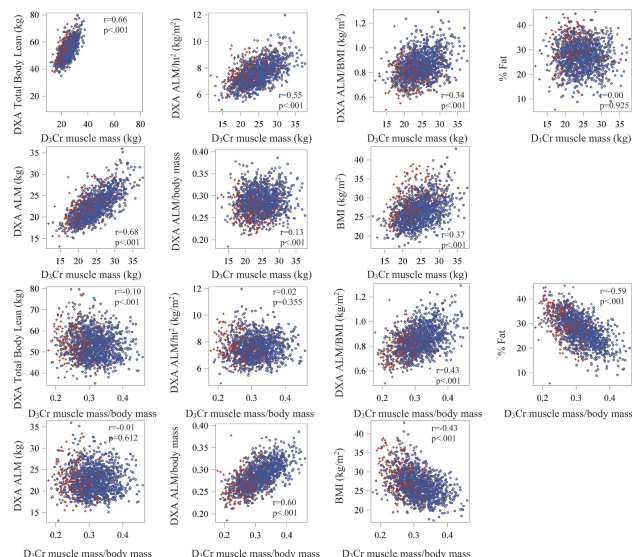 DXA Total Body Lean (kg)
80
60
40
20
r=0.66
p<.001
20 40 60 80
D₃Cr muscle mass (kg)
DXA ALM/ht² (kg/m²)
12
10
8
6
r=0.55
p<.001
15 20 25 30 35
D₃Cr muscle mass (kg)
DXA ALM/BMI (kg/m²)
1.2
1.0
0.8
0.6
r=0.34
p<.001
15 20 25 30 35
D₃Cr muscle mass (kg)
% Fat
40
30
20
10
r=0.00
p=0.925
15 20 25 30 35
D₃Cr muscle mass (kg)
DXA ALM (kg)
35
30
25
20
15
r=0.68
p<.001
15 20 25 30 35
D₃Cr muscle mass (kg)
DXA ALM/body mass
0.40
0.35
0.30
0.25
0.20
r=0.13
p<.001
15 20 25 30 35
D₃Cr muscle mass (kg)
BMI (kg/m²)
40
35
30
25
20
r=0.37
p<.001
15 20 25 30 35
D₃Cr muscle mass (kg)
DXA Total Body Lean (kg)
80
70
60
50
40
r=-0.10
p<.001
0.2 0.3 0.4
D₃Cr muscle mass/body mass
DXA ALM/ht² (kg/m²)
12
10
8
6
r=0.02
p=0.355
0.2 0.3 0.4
D₃Cr muscle mass/body mass
DXA ALM/BMI (kg/m²)
1.2
1.0
0.8
0.6
r=0.43
p<.001
0.2 0.3 0.4
D₃Cr muscle mass/body mass
% Fat
40
30
20
10
r=-0.59
p<.001
0.2 0.3 0.4
D₃Cr muscle mass/body mass
DXA ALM (kg)
35
30
25
20
15
r=-0.01
p=0.612
0.2 0.3 0.4
D₃Cr muscle mass/body mass
DXA ALM/body mass
0.40
0.35
0.30
0.25
0.20
r=0.60
p<.001
0.2 0.3 0.4
D₃Cr muscle mass/body mass
BMI (kg/m²)
40
35
30
25
20
r=-0.43
p<.001
0.2 0.3 0.4
D₃Cr muscle mass/body mass